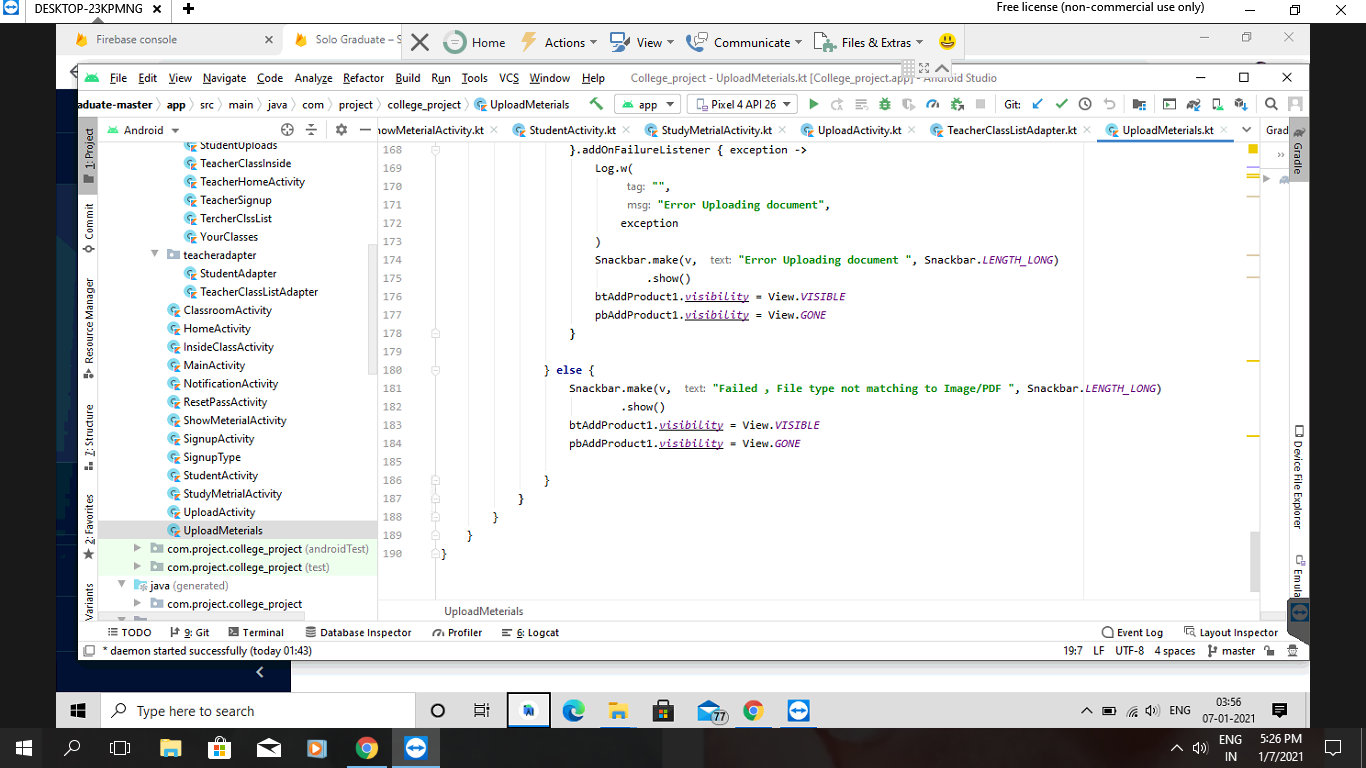 DESKTOP-23KPMNG
Free license (non-commercial use only)
Firebase console
Solo Graduate – S
Home
Actions
View
Communicate
Files & Extras
File Edit View Navigate Code Analyze Refactor Build Run Tools VCS Window Help
College_project - UploadMeterials.kt [College_project.app] - Android Studio
aduate-master app src main java com project college_project UploadMeterials
app
Pixel 4 API 26
Git:
Android
howMeterialActivity.kt
StudentActivity.kt
StudyMetrialActivity.kt
UploadActivity.kt
TeacherClassListAdapter.kt
UploadMeterials.kt
Grad
1: Project
Commit
Resource Manager
Z: Structure
2: Favorites
Variants
StudentUploads
TeacherClassInside
TeacherHomeActivity
TeacherSignup
TercherClssList
YourClasses
teacheradapter
StudentAdapter
TeacherClassListAdapter
ClassroomActivity
HomeActivity
InsideClassActivity
MainActivity
NotificationActivity
ResetPassActivity
ShowMeterialActivity
SignupActivity
SignupType
StudentActivity
StudyMetrialActivity
UploadActivity
UploadMeterials
com.project.college_project (androidTest)
com.project.college_project (test)
java (generated)
com.project.college_project
168 }.addOnFailureListener { exception ->
169 Log.w(
170 tag: "",
171 msg: "Error Uploading document",
172 exception
173 )
174 Snackbar.make(v, text: "Error Uploading document ", Snackbar.LENGTH_LONG)
175 .show()
176 btAddProduct1.visibility = View.VISIBLE
177 pbAddProduct1.visibility = View.GONE
178 }
179
180 } else {
181 Snackbar.make(v, text: "Failed , File type not matching to Image/PDF ", Snackbar.LENGTH_LONG)
182 .show()
183 btAddProduct1.visibility = View.VISIBLE
184 pbAddProduct1.visibility = View.GONE
185
186 }
187 }
188 }
189 }
190 }
UploadMeterials
Gradle
Device File Explorer
Emula
TODO
9: Git
Terminal
Database Inspector
Profiler
6: Logcat
Event Log
Layout Inspector
* daemon started successfully (today 01:43)
19:7 LF UTF-8 4 spaces master
Type here to search
77
ENG
03:56
07-01-2021
ENG
IN
5:26 PM
1/7/2021